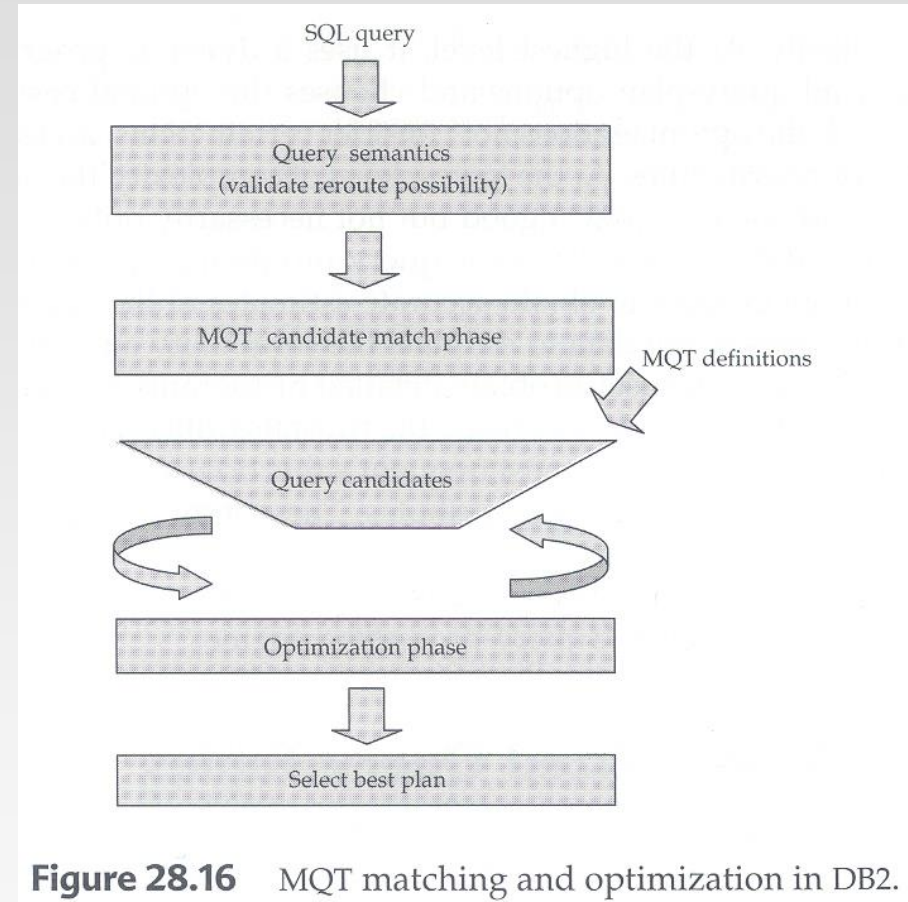 SQL query
Query semantics
(validate reroute possibility)
MQT candidate match phase
MQT definitions
Query candidates
Optimization phase
Select best plan
Figure 28.16 MQT matching and optimization in DB2.